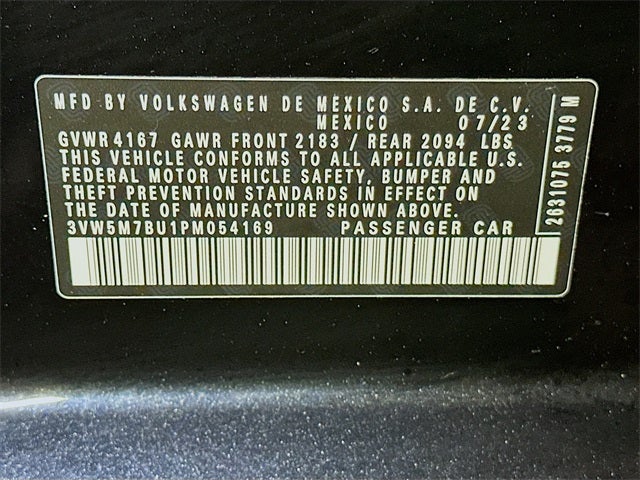 MFD BY VOLKSWAGEN DE MEXICO S.A. DE C.V.
MEXICO 07/23
GVWR 4167 GAWR FRONT 2183 / REAR 2094 LBS
THIS VEHICLE CONFORMS TO ALL APPLICABLE U.S.
FEDERAL MOTOR VEHICLE SAFETY, BUMPER AND
THEFT PREVENTION STANDARDS IN EFFECT ON
THE DATE OF MANUFACTURE SHOWN ABOVE.
3VW5M7BU1PM054169 PASSENGER CAR
2631075 3779 M